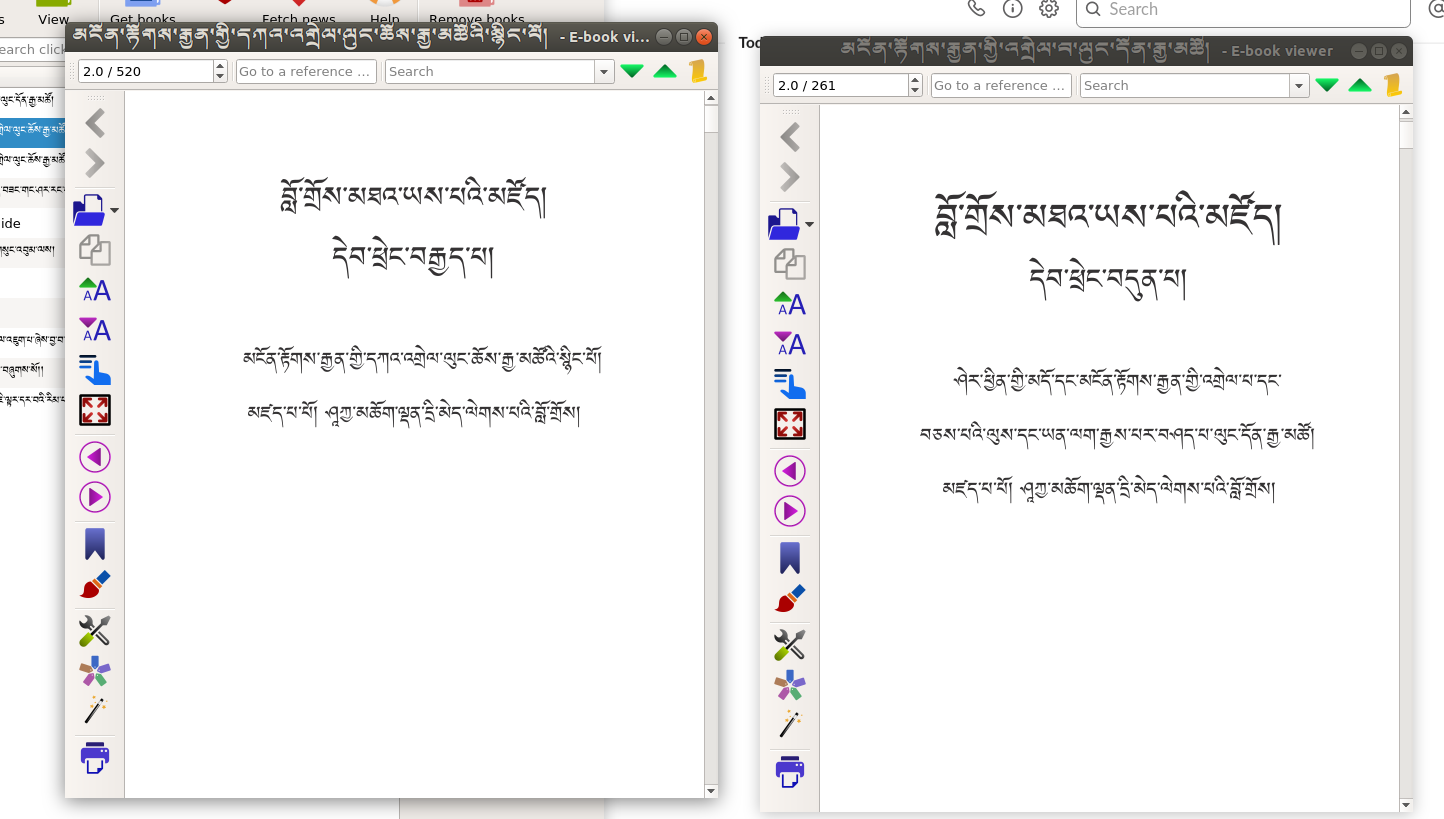 View
Get books
Fetch news
Help
Remove books
earch clic
ide
མངོན་རྟོགས་རྒྱན་གྱི་དཀའ་འགྲེལ་ལུང་ཆོས་རྒྱ་མཚོའི་སྙིང་པོ། - E-book vi...
2.0 / 520
Go to a reference ...
Search
བློ་གྲོས་མཐའ་ཡས་པའི་མཛོད།
དེབ་ཕྲེང་བརྒྱད་པ།
མངོན་རྟོགས་རྒྱན་གྱི་དཀའ་འགྲེལ་ལུང་ཆོས་རྒྱ་མཚོའི་སྙིང་པོ།
མཛད་པ་པོ། ཤཱཀྱ་མཆོག་ལྡན་དྲི་མེད་ལེགས་པའི་བློ་གྲོས།
Search
མངོན་རྟོགས་རྒྱན་གྱི་འགྲེལ་བ་ལུང་དོན་རྒྱ་མཚོ། - E-book viewer
2.0 / 261
Go to a reference ...
Search
བློ་གྲོས་མཐའ་ཡས་པའི་མཛོད།
དེབ་ཕྲེང་བདུན་པ།
ཤེར་ཕྱིན་གྱི་མདོ་དང་མངོན་རྟོགས་རྒྱན་གྱི་འགྲེལ་པ་དང་
བཅས་པའི་ལུས་དང་ཡན་ལག་རྒྱས་པར་བཤད་པ་ལུང་དོན་རྒྱ་མཚོ།
མཛད་པ་པོ། ཤཱཀྱ་མཆོག་ལྡན་དྲི་མེད་ལེགས་པའི་བློ་གྲོས།